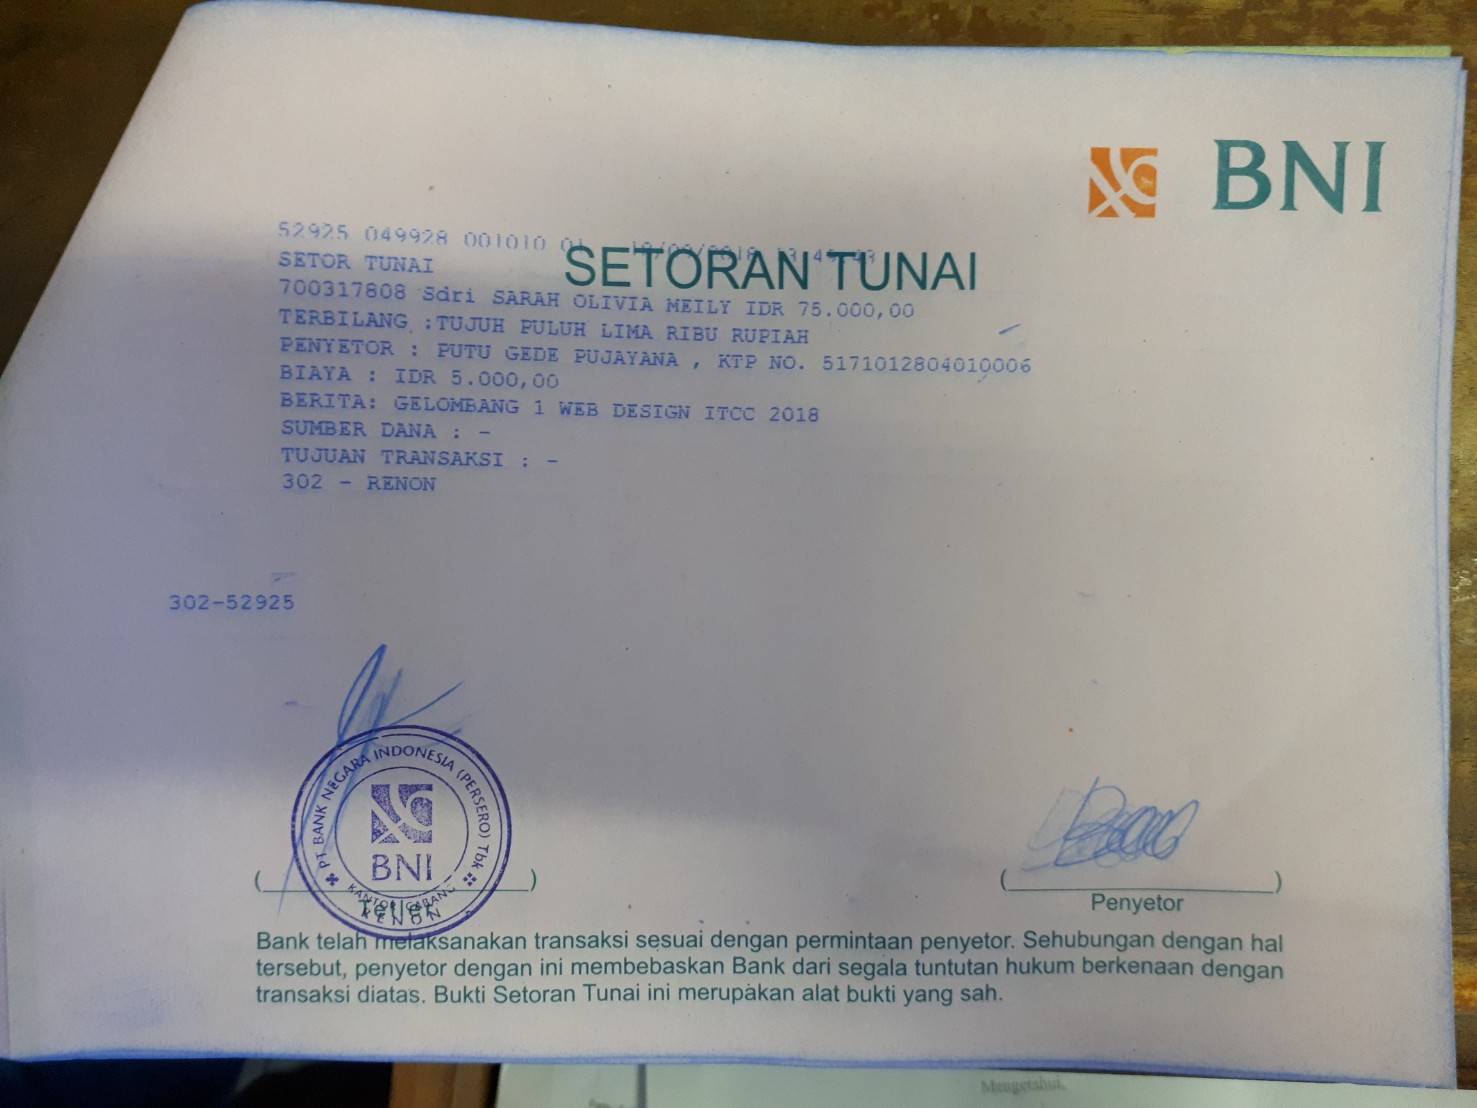 BNI
52925 049928 001010 01
SETORAN TUNAI
SETOR TUNAI
700317808 Sdri SARAH OLIVIA MEILY IDR 75.000,00
TERBILANG :TUJUH PULUH LIMA RIBU RUPIAH
PENYETOR : PUTU GEDE PUJAYANA , KTP NO. 5171012804010006
BIAYA : IDR 5.000,00
BERITA: GELOMBANG 1 WEB DESIGN ITCC 2018
SUMBER DANA : -
TUJUAN TRANSAKSI : -
302 - RENON
302-52925
PT BANK NEGARA INDONESIA (PERSERO) Tbk
BNI
KANTOR CABANG
RENON
( )
Teller
( )
Penyetor
Bank telah melaksanakan transaksi sesuai dengan permintaan penyetor. Sehubungan dengan hal
tersebut, penyetor dengan ini membebaskan Bank dari segala tuntutan hukum berkenaan dengan
transaksi diatas. Bukti Setoran Tunai ini merupakan alat bukti yang sah.
Mengetahui,